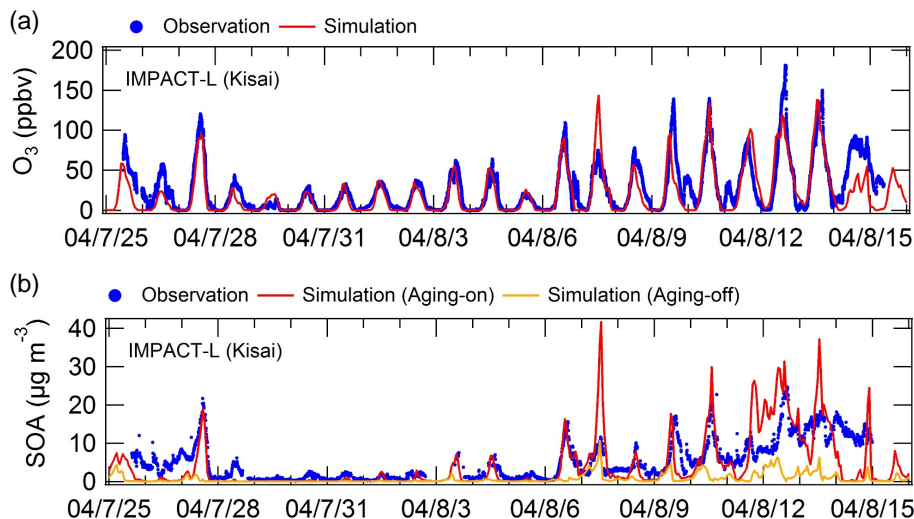 (a)
Observation Simulation
200
150
100
50
0
O3 (ppbv)
IMPACT-L (Kisai)
04/7/25 04/7/28 04/7/31 04/8/3 04/8/6 04/8/9 04/8/12 04/8/15
(b)
Observation Simulation (Aging-on) Simulation (Aging-off)
40
30
20
10
0
SOA (µg m-3)
IMPACT-L (Kisai)
04/7/25 04/7/28 04/7/31 04/8/3 04/8/6 04/8/9 04/8/12 04/8/15